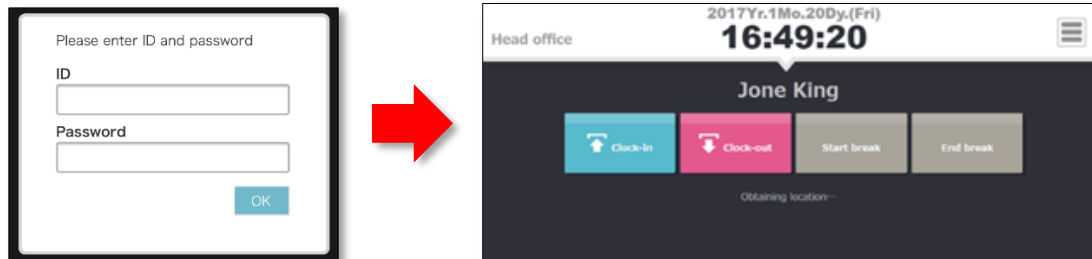 Please enter ID and password
ID
Password
OK
2017Yr.1Mo.20Dy.(Fri)
Head office
16:49:20
Jone King
Clock-in
Clock-out
Start break
End break
Obtaining location…